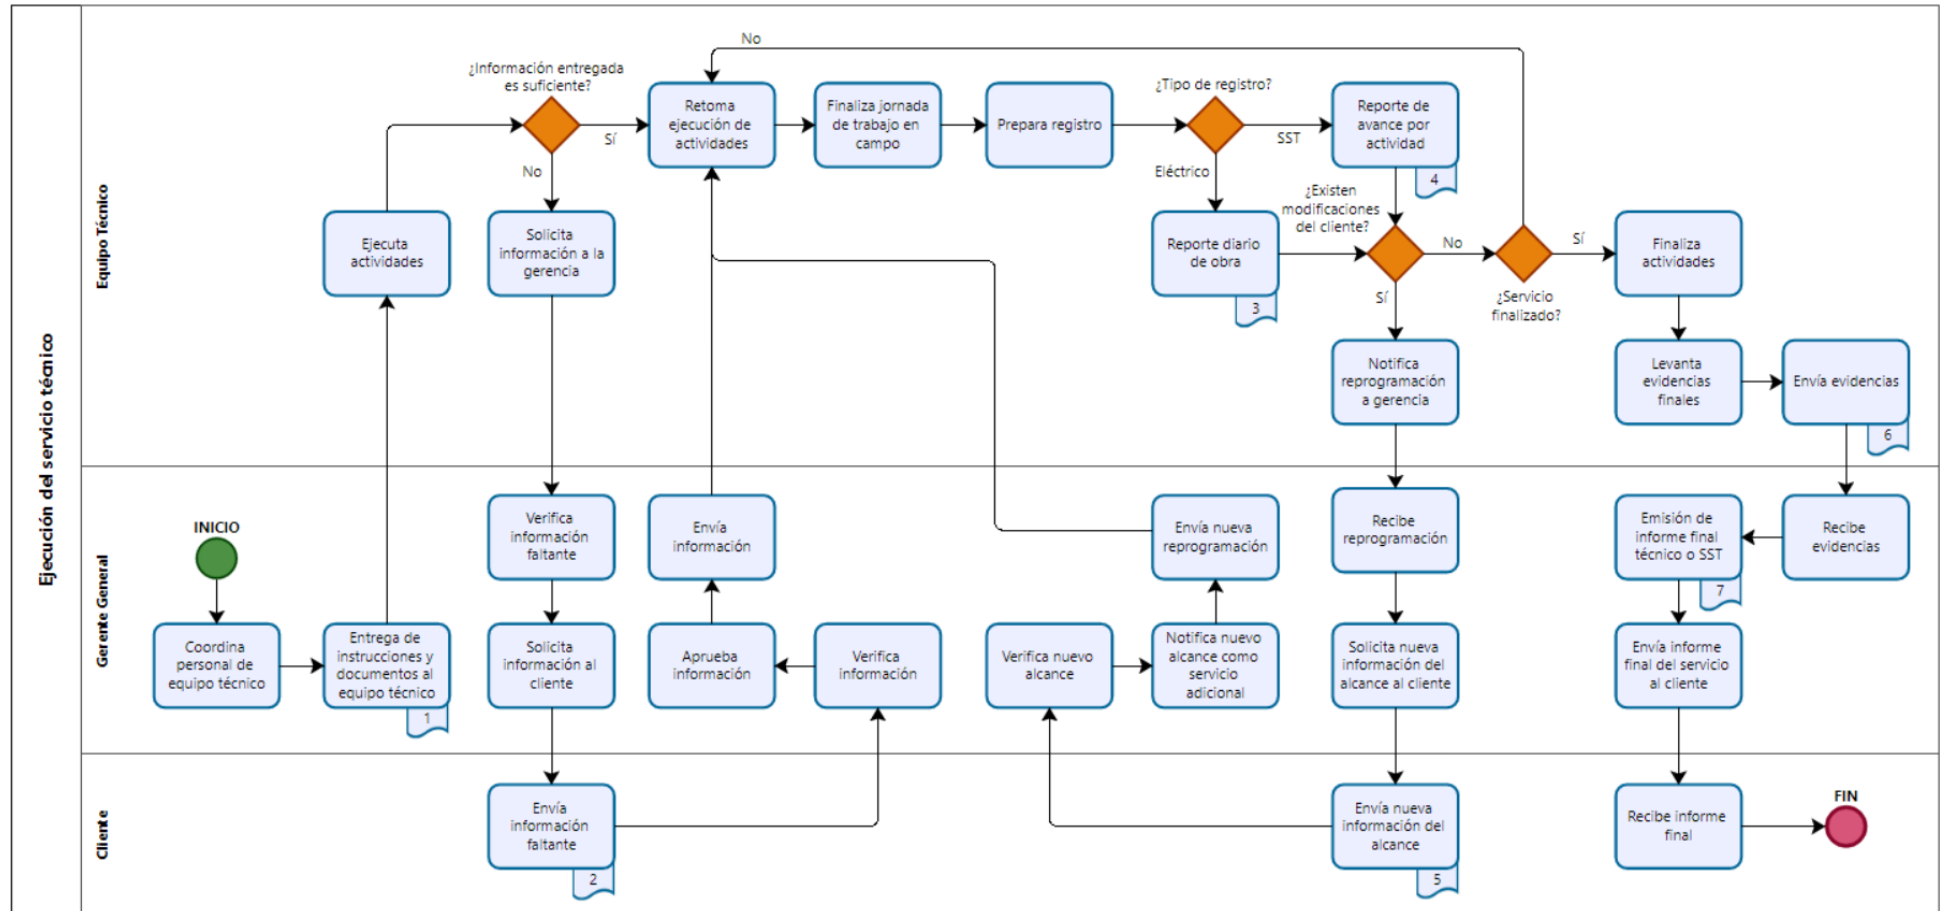 Ejecución del servicio técnico
Equipo Técnico
No
¿Información entregada
es suficiente?
Sí
No
Retoma
ejecución de
actividades
Finaliza jornada
de trabajo en
campo
Prepara registro
¿Tipo de registro?
SST
Eléctrico
Reporte de
avance por
actividad
4
Ejecuta
actividades
Solicita
información a la
gerencia
Reporte diario
de obra
3
¿Existen
modificaciones
del cliente?
No
Sí
¿Servicio
finalizado?
Sí
Finaliza
actividades
Notifica
reprogramación
a gerencia
Levanta
evidencias
finales
Envía evidencias
6
Gerente General
INICIO
Verifica
información
faltante
Envía
información
Envía nueva
reprogramación
Recibe
reprogramación
Emisión de
informe final
técnico o SST
7
Recibe
evidencias
Coordina
personal de
equipo técnico
Entrega de
instrucciones y
documentos al
equipo técnico
1
Solicita
información al
cliente
Aprueba
información
Verifica
información
Verifica nuevo
alcance
Notifica nuevo
alcance como
servicio
adicional
Solicita nueva
información del
alcance al cliente
Envía informe
final del servicio
al cliente
Cliente
Envía
información
faltante
2
Envía nueva
información del
alcance
5
Recibe informe
final
FIN